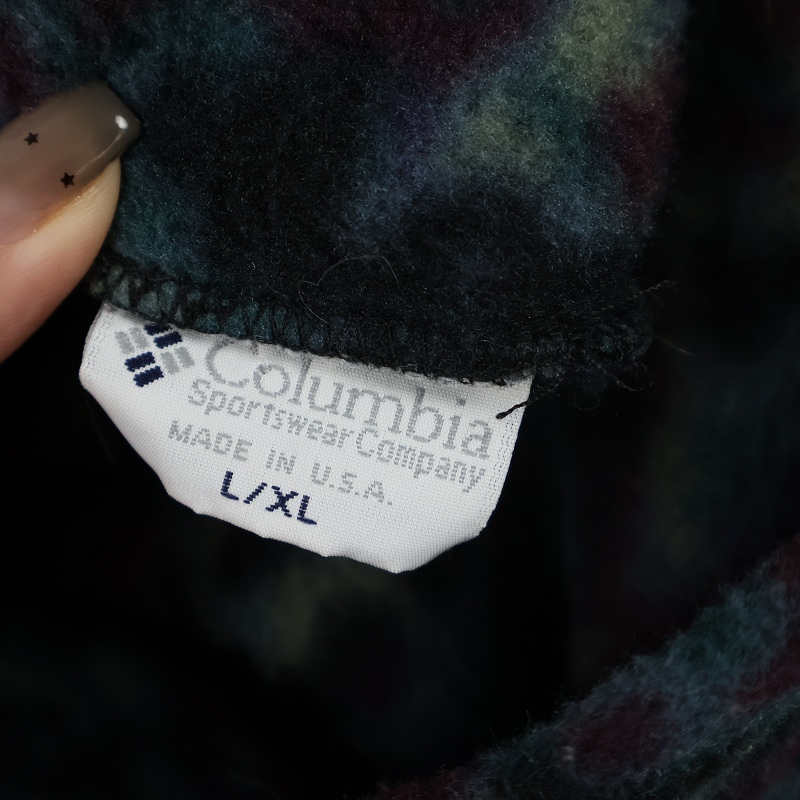 Columbia
Sportswear Company
MADE IN U.S.A.
L/XL